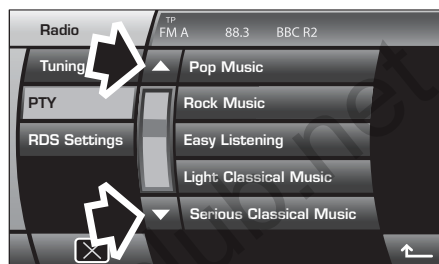 Radio
TP
FM A 88.3 BBC R2
Tuning
Pop Music
PTY
Rock Music
RDS Settings
Easy Listening
Light Classical Music
Serious Classical Music